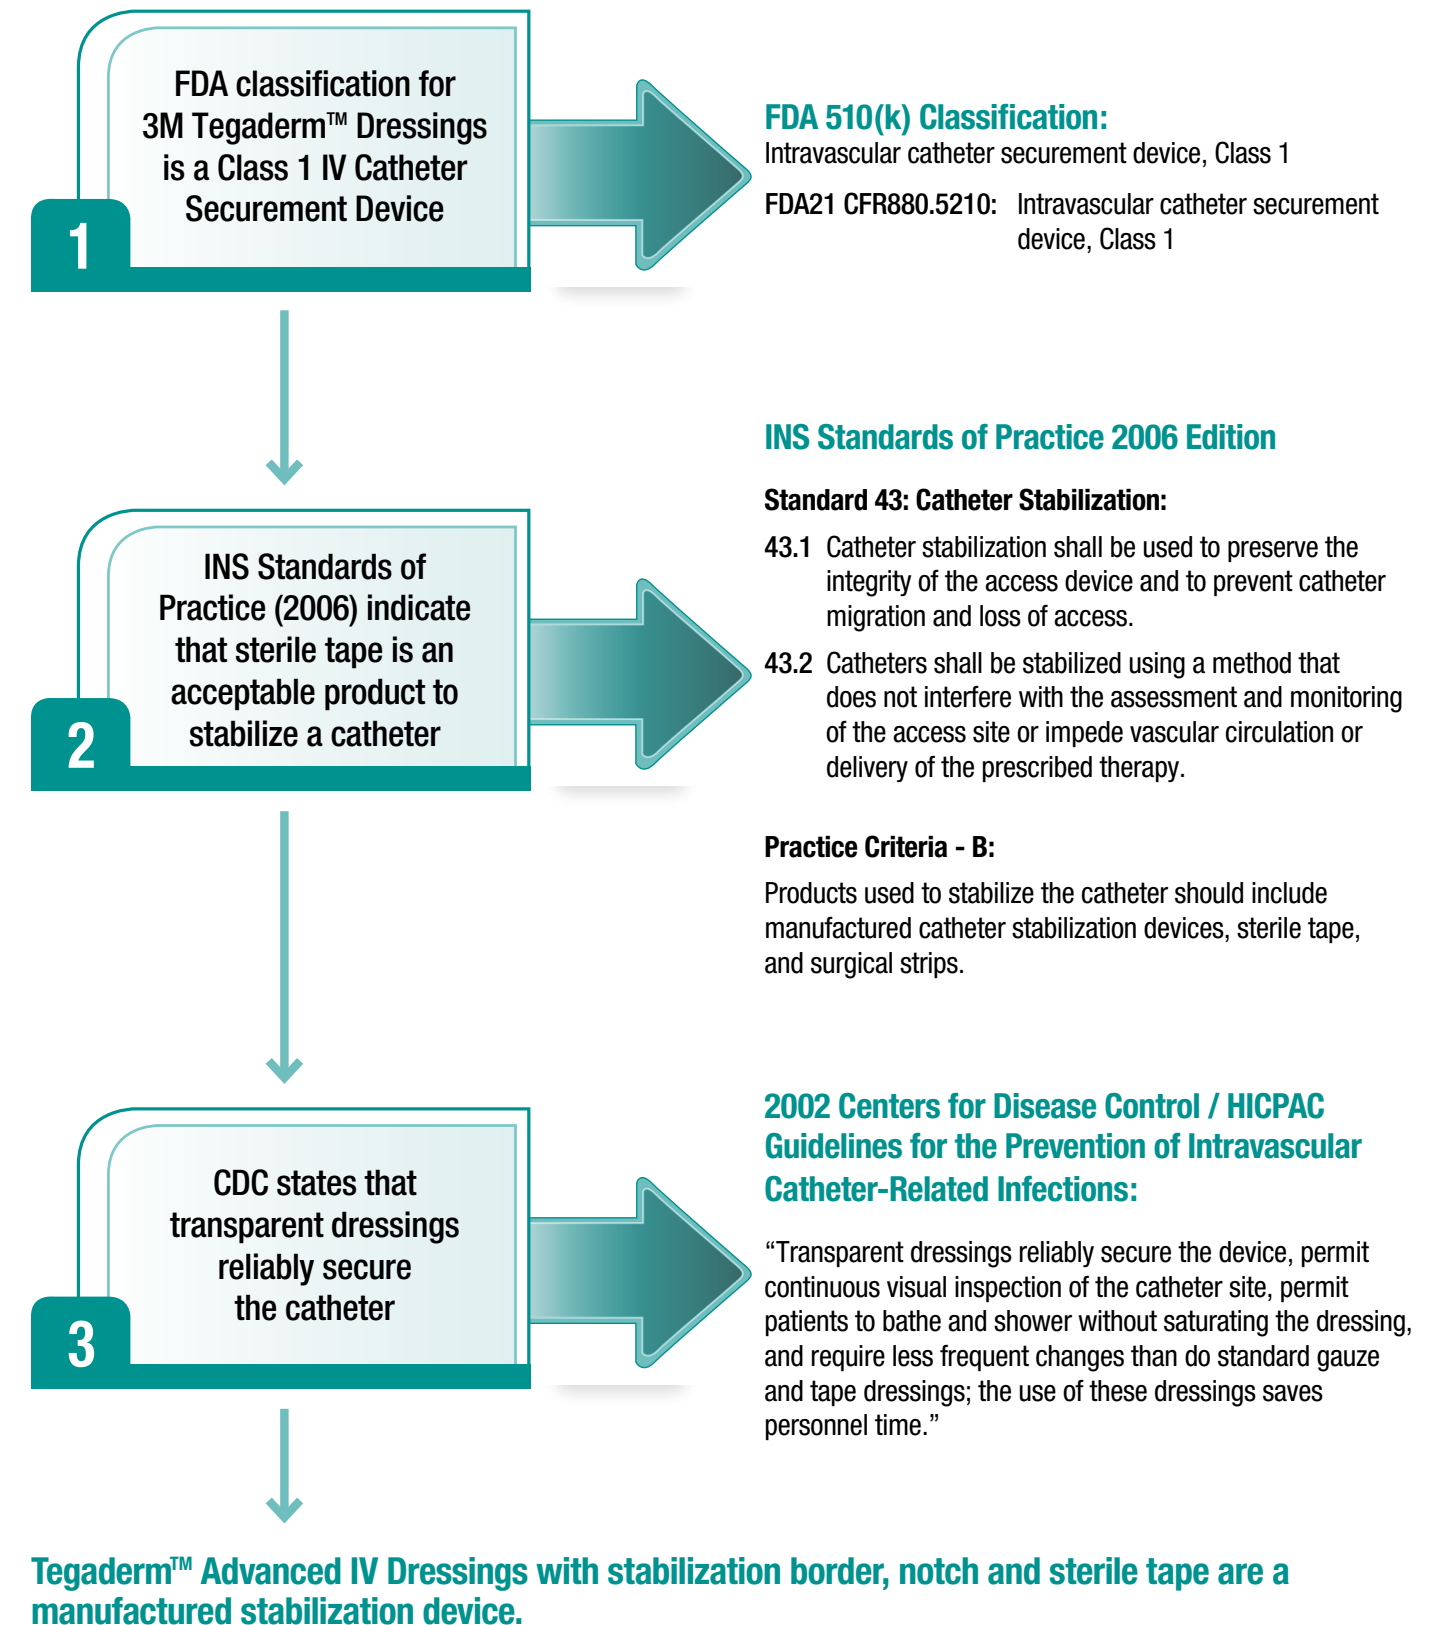 FDA classification for
3M Tegaderm™ Dressings
is a Class 1 IV Catheter
Securement Device
1
FDA 510(k) Classification:
Intravascular catheter securement device, Class 1
FDA21 CFR880.5210: Intravascular catheter securement
device, Class 1
INS Standards of
Practice (2006) indicate
that sterile tape is an
acceptable product to
stabilize a catheter
2
INS Standards of Practice 2006 Edition
Standard 43: Catheter Stabilization:
43.1 Catheter stabilization shall be used to preserve the
integrity of the access device and to prevent catheter
migration and loss of access.
43.2 Catheters shall be stabilized using a method that
does not interfere with the assessment and monitoring
of the access site or impede vascular circulation or
delivery of the prescribed therapy.
Practice Criteria - B:
Products used to stabilize the catheter should include
manufactured catheter stabilization devices, sterile tape,
and surgical strips.
CDC states that
transparent dressings
reliably secure
the catheter
3
2002 Centers for Disease Control / HICPAC
Guidelines for the Prevention of Intravascular
Catheter-Related Infections:
“Transparent dressings reliably secure the device, permit
continuous visual inspection of the catheter site, permit
patients to bathe and shower without saturating the dressing,
and require less frequent changes than do standard gauze
and tape dressings; the use of these dressings saves
personnel time.”
Tegaderm™ Advanced IV Dressings with stabilization border, notch and sterile tape are a
manufactured stabilization device.